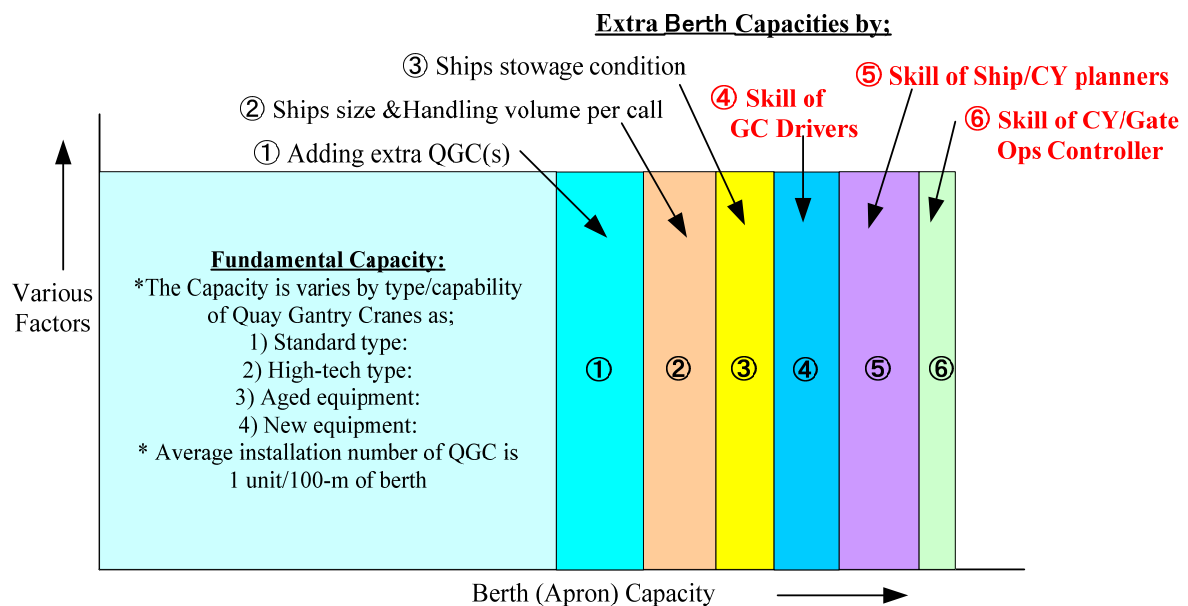 Extra Berth Capacities by;
③ Ships stowage condition
⑤ Skill of Ship/CY planners
④ Skill of
GC Drivers
② Ships size &Handling volume per call
⑥ Skill of CY/Gate
Ops Controller
① Adding extra QGC(s)
Various
Factors
Fundamental Capacity:
*The Capacity is varies by type/capability
of Quay Gantry Cranes as;
1) Standard type:
2) High-tech type:
3) Aged equipment:
4) New equipment:
* Average installation number of QGC is
1 unit/100-m of berth
① ② ③ ④ ⑤ ⑥
Berth (Apron) Capacity